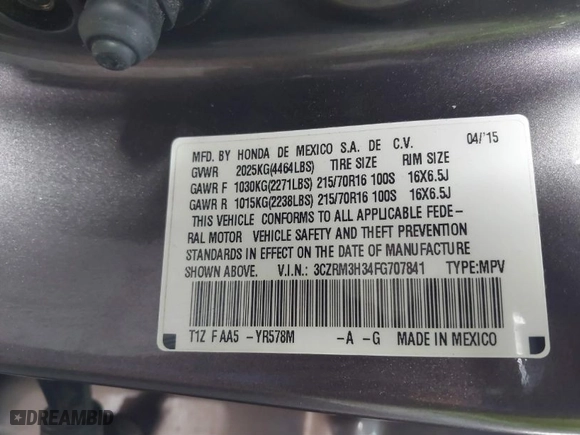 MFD. BY HONDA DE MEXICO S.A. DE C.V. 04/'15
GVWR 2025KG(4464LBS) TIRE SIZE RIM SIZE
GAWR F 1030KG(2271LBS) 215/70R16 100S 16X6.5J
GAWR R 1015KG(2238LBS) 215/70R16 100S 16X6.5J
THIS VEHICLE CONFORMS TO ALL APPLICABLE FEDE-
RAL MOTOR VEHICLE SAFETY AND THEFT PREVENTION
STANDARDS IN EFFECT ON THE DATE OF MANUFACTURE
SHOWN ABOVE. V.I.N.: 3CZRM3H34FG707841 TYPE:MPV
T1Z F AA5 -YR578M -A -G MADE IN MEXICO
DREAMBID